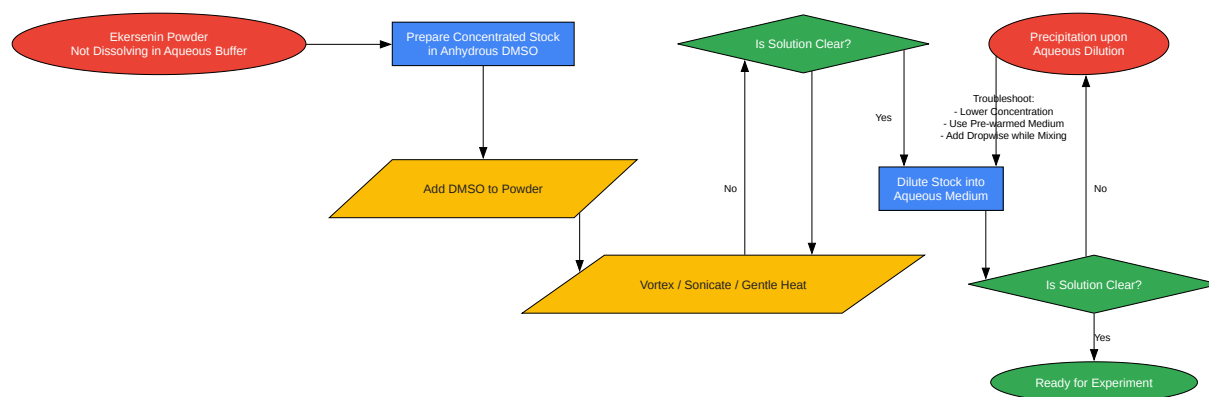 Ekersenin Powder
Not Dissolving in Aqueous Buffer
Prepare Concentrated Stock
in Anhydrous DMSO
Add DMSO to Powder
Vortex / Sonicate / Gentle Heat
No
Is Solution Clear?
Yes
Precipitation upon
Aqueous Dilution
Troubleshoot:
- Lower Concentration
- Use Pre-warmed Medium
- Add Dropwise while Mixing
Dilute Stock into
Aqueous Medium
No
Is Solution Clear?
Yes
Ready for Experiment